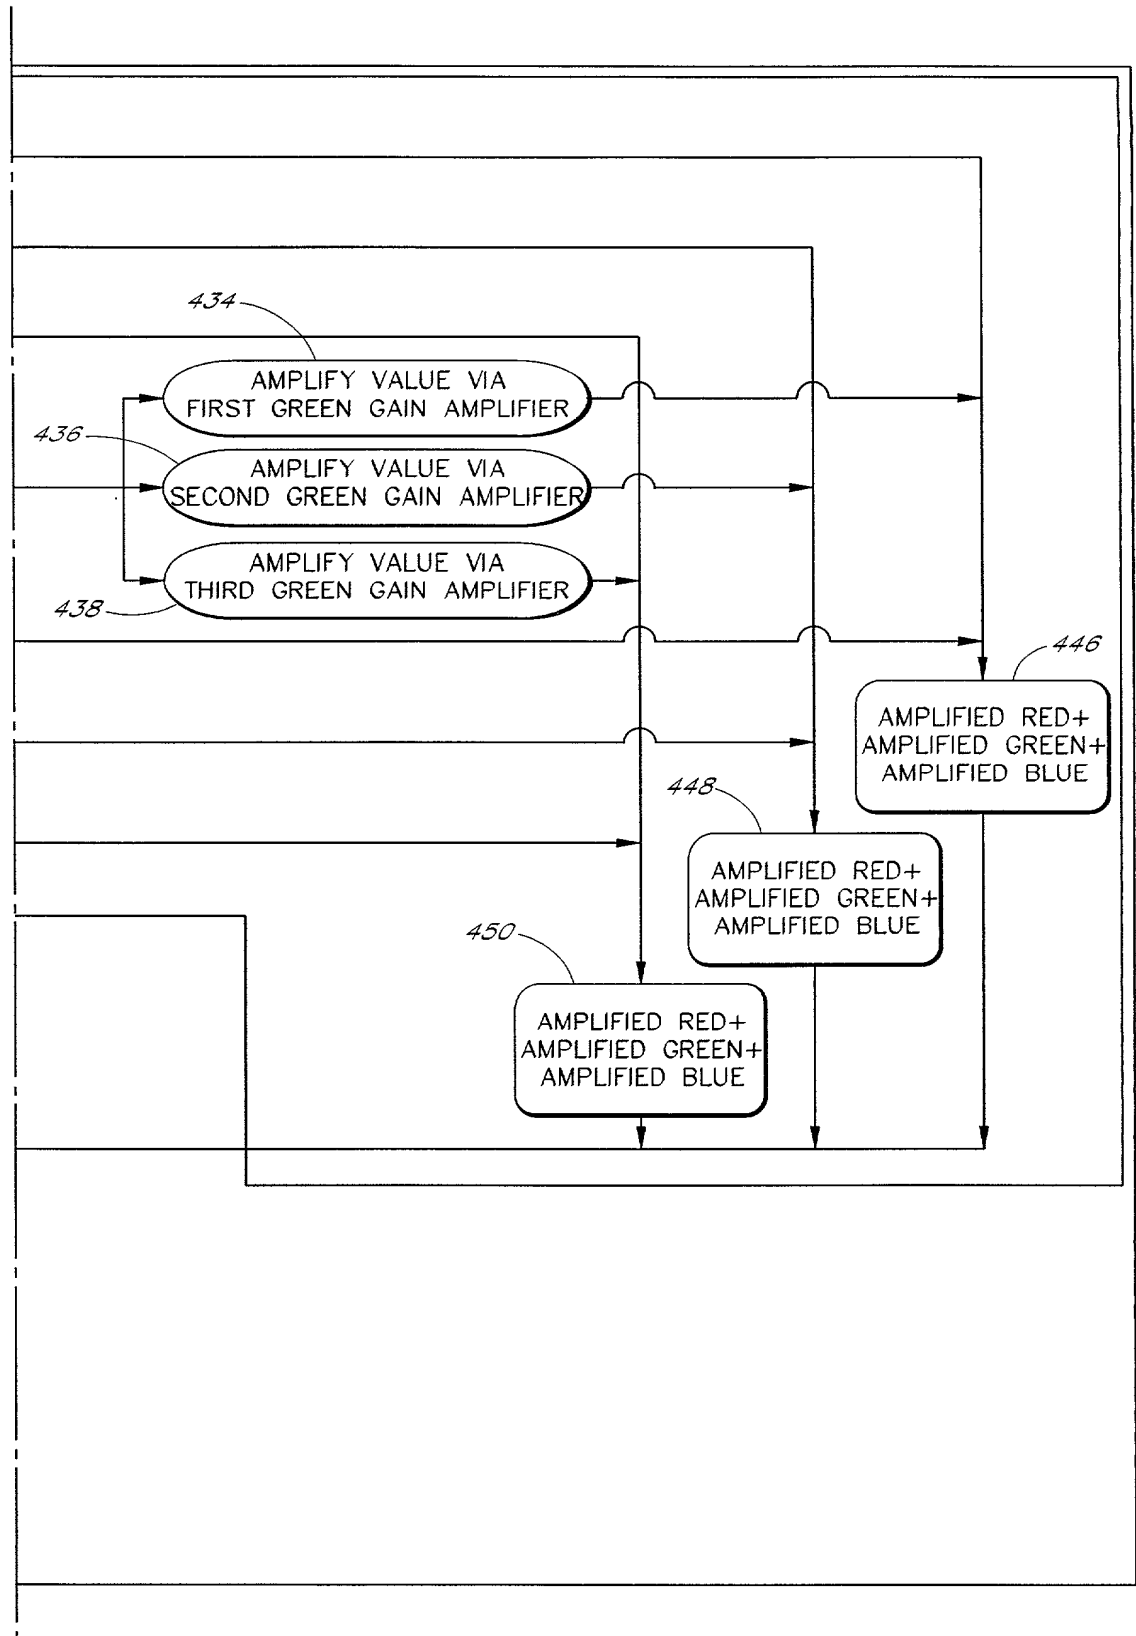 434
AMPLIFY VALUE VIA
FIRST GREEN GAIN AMPLIFIER
436
AMPLIFY VALUE VIA
SECOND GREEN GAIN AMPLIFIER
AMPLIFY VALUE VIA
THIRD GREEN GAIN AMPLIFIER
438
446
AMPLIFIED RED+
AMPLIFIED GREEN+
AMPLIFIED BLUE
448
AMPLIFIED RED+
AMPLIFIED GREEN+
AMPLIFIED BLUE
450
AMPLIFIED RED+
AMPLIFIED GREEN+
AMPLIFIED BLUE